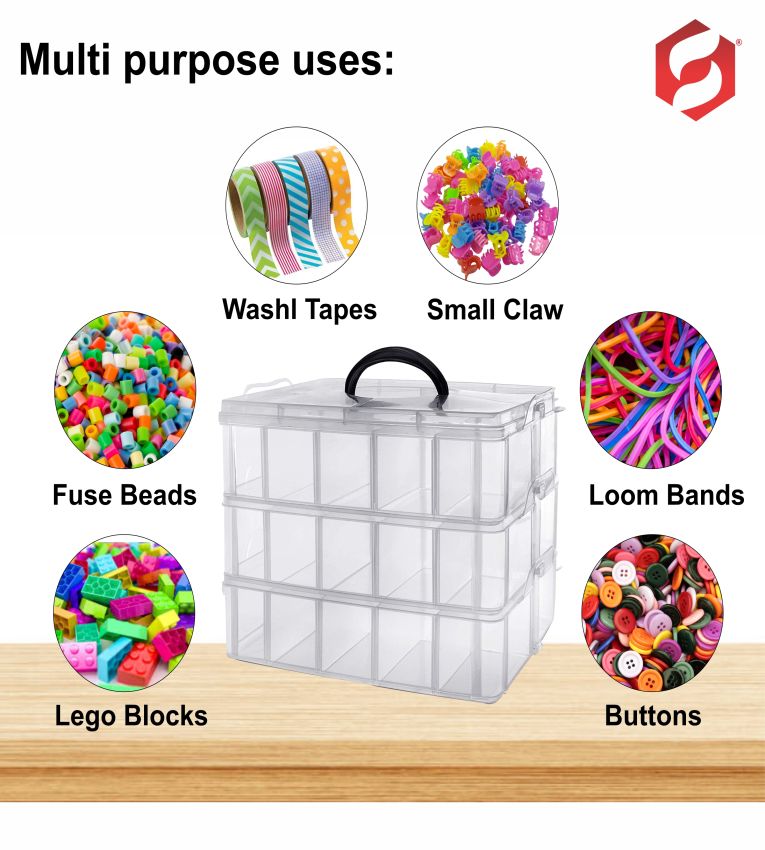 Multi purpose uses:
®
Washl Tapes
Small Claw
Fuse Beads
Loom Bands
Lego Blocks
Buttons